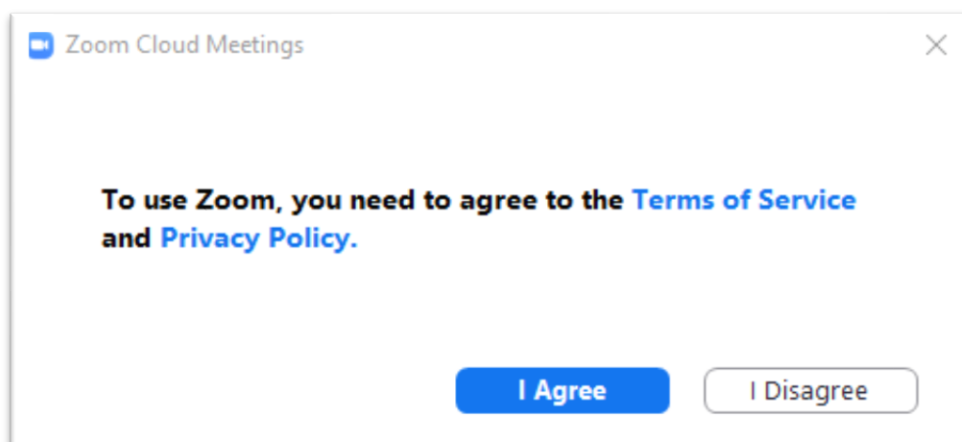 Zoom Cloud Meetings
To use Zoom, you need to agree to the Terms of Service
and Privacy Policy.
I Agree
I Disagree